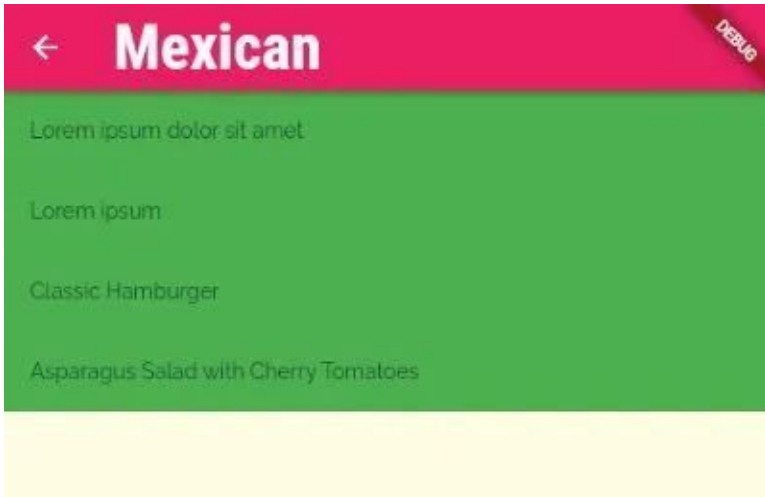 Mexican
DEBUG
Lorem ipsum dolor sit amet
Lorem ipsum
Classic Hamburger
Asparagus Salad with Cherry Tomatoes